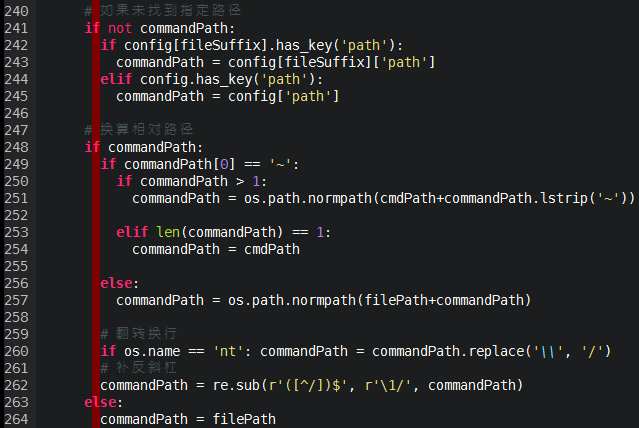 240 # 如果未找到指定路径
241 if not commandPath:
242 if config[fileSuffix].has_key('path'):
243 commandPath = config[fileSuffix]['path']
244 elif config.has_key('path'):
245 commandPath = config['path']
246
247 # 换算相对路径
248 if commandPath:
249 if commandPath[0] == '~':
250 if commandPath > 1:
251 commandPath = os.path.normpath(cmdPath+commandPath.lstrip('~'))
252
253 elif len(commandPath) == 1:
254 commandPath = cmdPath
255
256 else:
257 commandPath = os.path.normpath(filePath+commandPath)
258
259 # 翻转换行
260 if os.name == 'nt': commandPath = commandPath.replace('\\', '/')
261 # 补反斜杠
262 commandPath = re.sub(r'([^/])$', r'\1/', commandPath)
263 else:
264 commandPath = filePath